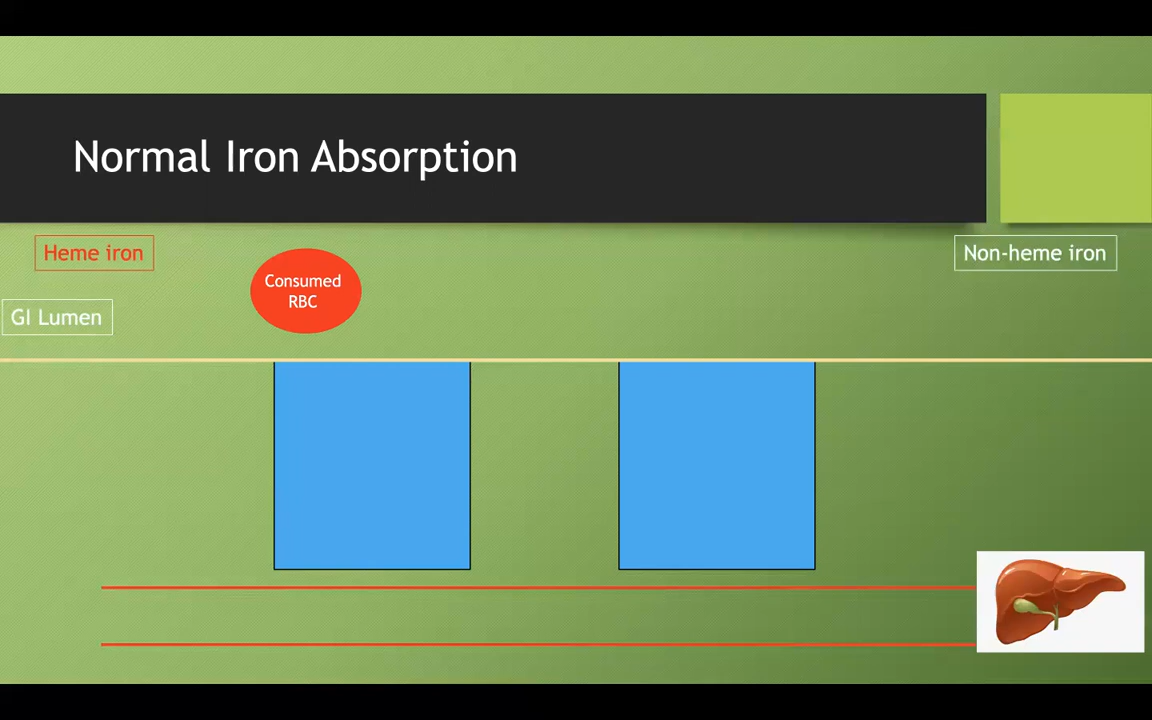 Normal Iron Absorption
Heme iron
Consumed
RBC
Non-heme iron
GI Lumen